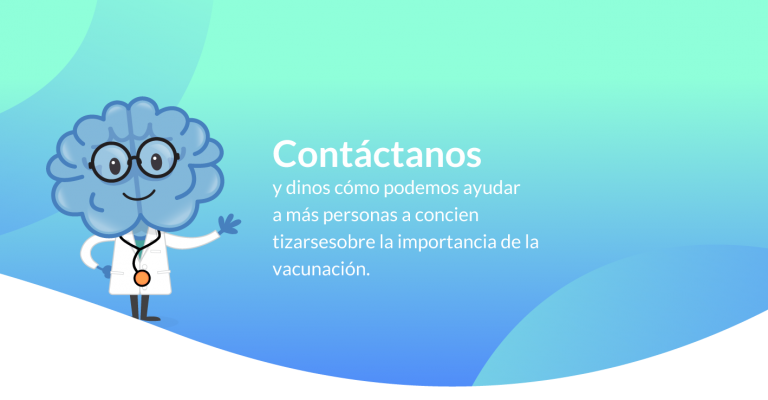 Contáctanos
y dinos cómo podemos ayudar
a más personas a concien
tizarsesobre la importancia de la
vacunación.